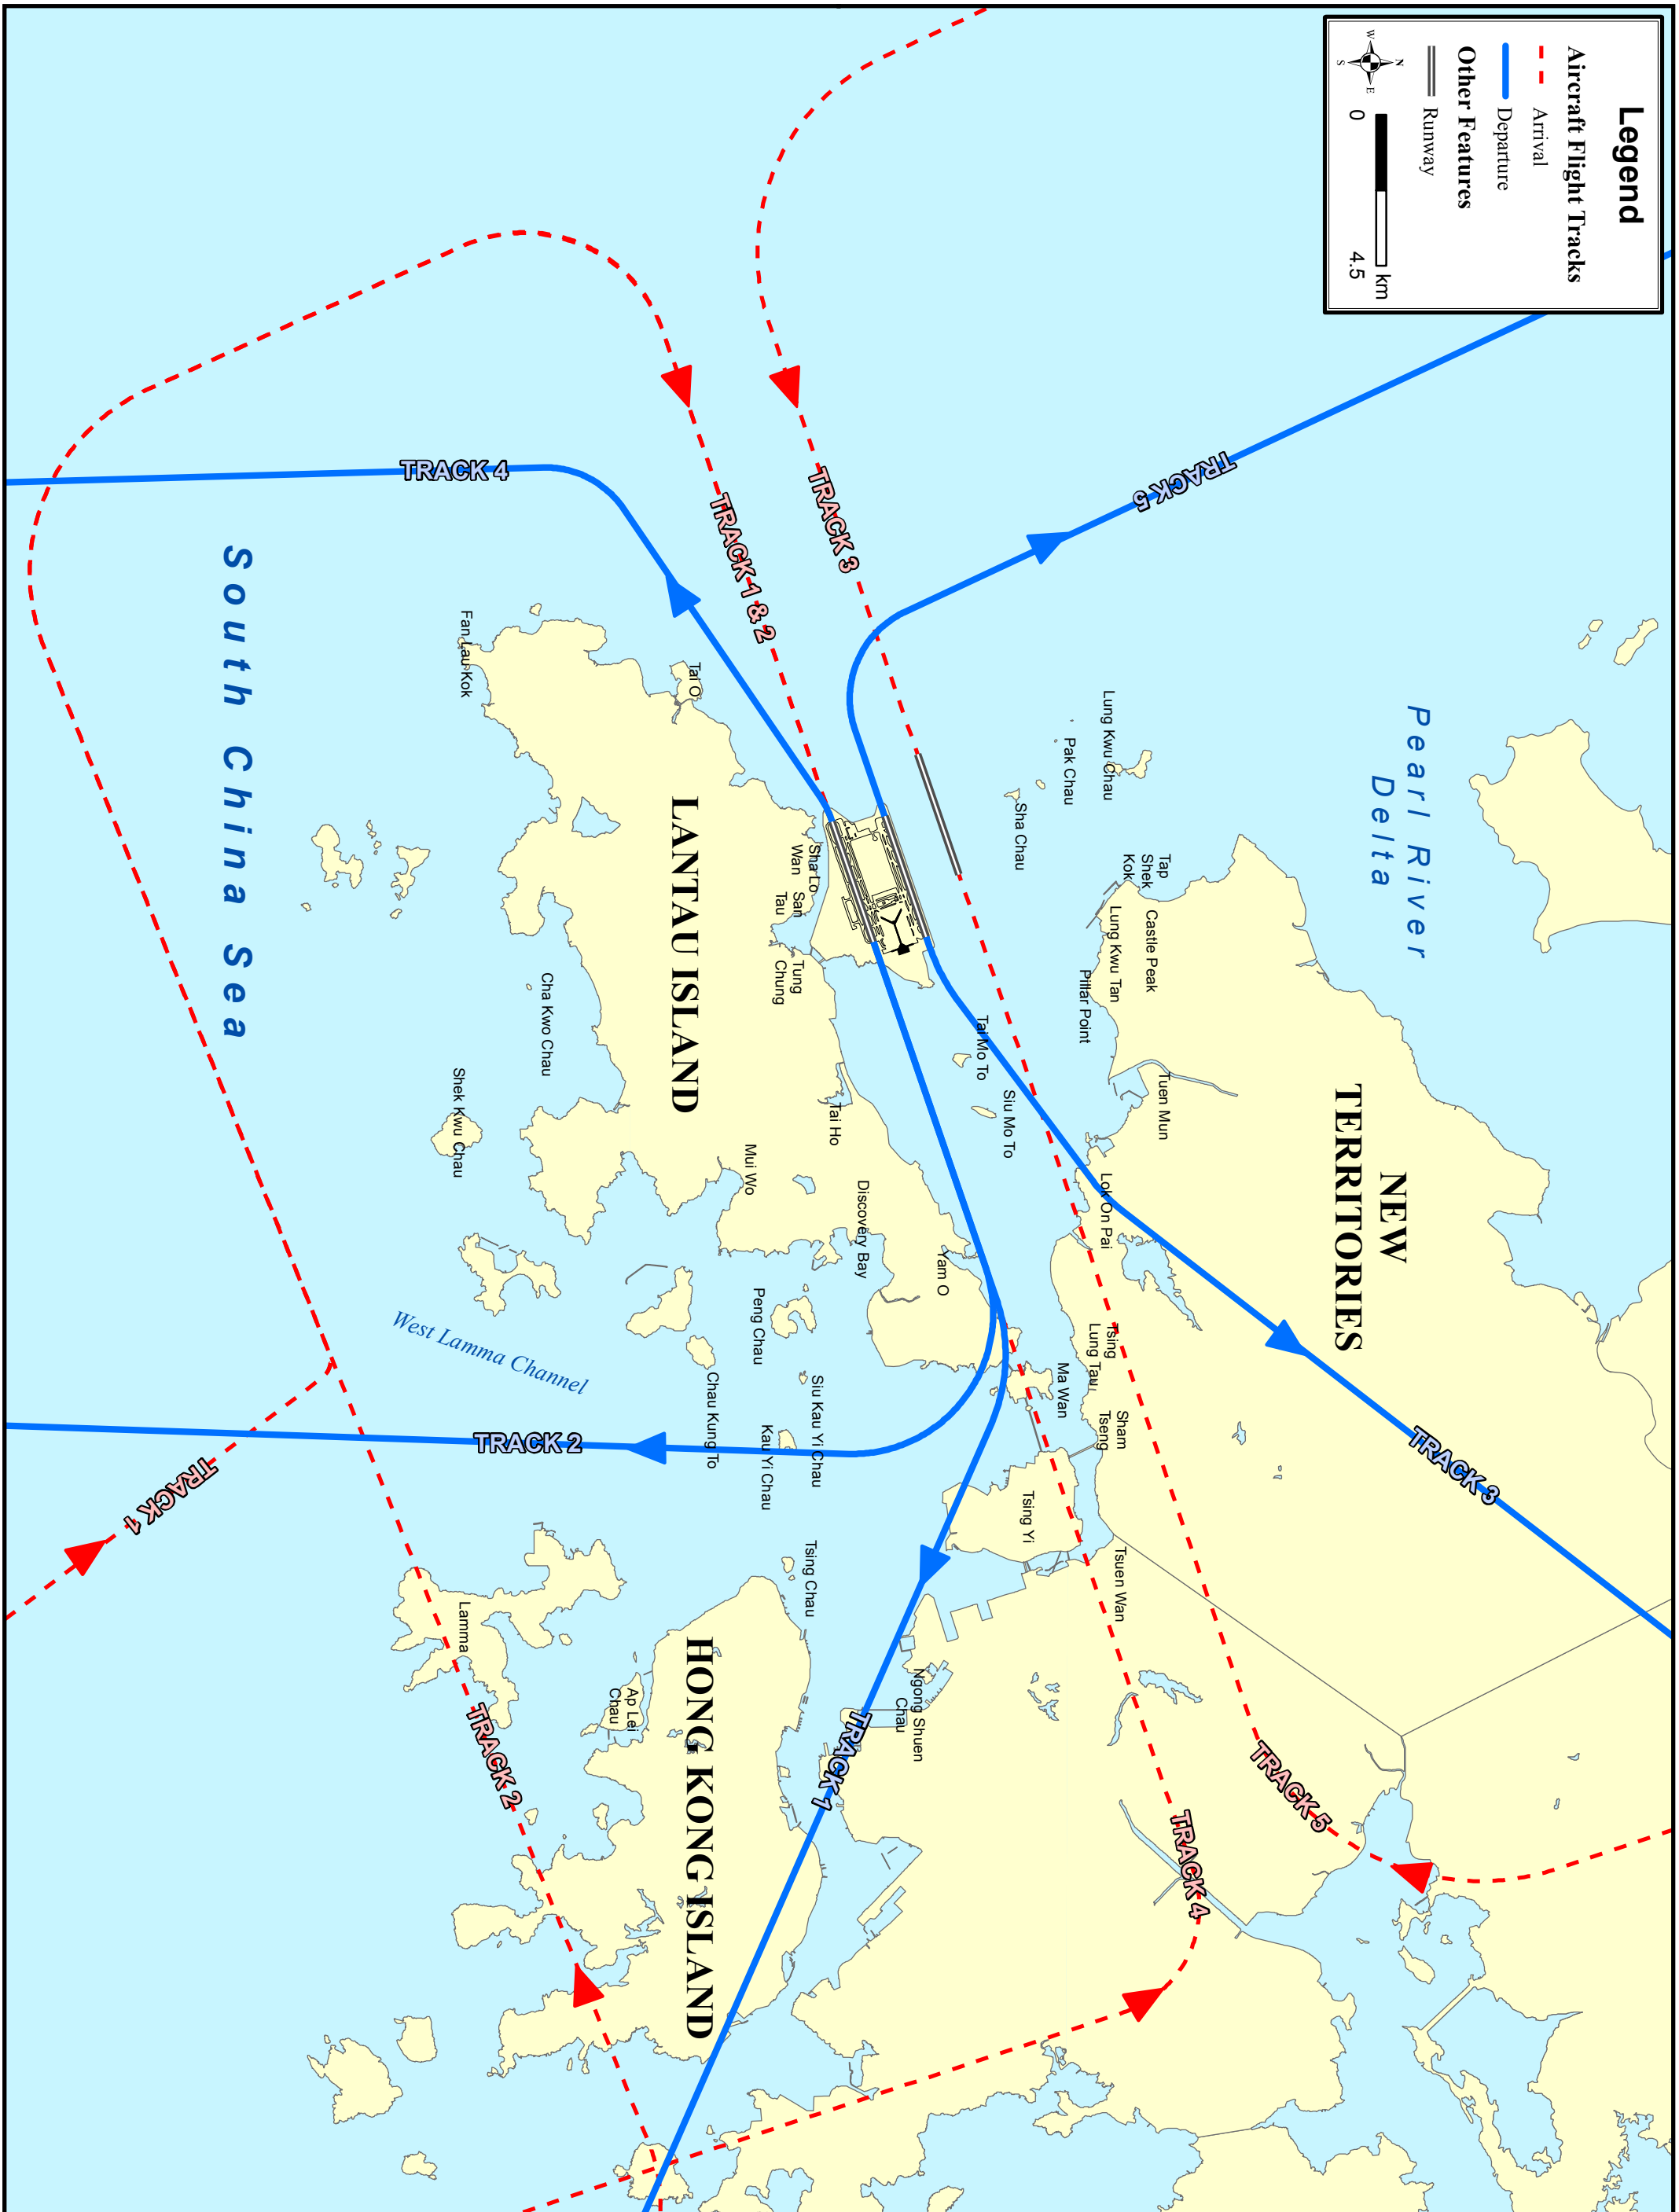 Legend
Aircraft Flight Tracks
Arrival
Departure
Other Features
Runway
N
W
E
S
0
4.5
km
TRACK 5
TRACK 3
TRACK 1 & 2
TRACK 4
Pearl River
Delta
South China Sea
Lung Kwu Chau
Pak Chau
Sha Chau
Tap
Shek
Kok
Castle Peak
Lung Kwu Tan
Pillar Point
Tuen Mun
NEW
TERRITORIES
Fan Lau Kok
Tai O
LANTAU ISLAND
Sha Lo
Wan
San
Tau
Tung
Chung
Tai Mo To
Siu Mo To
Tai Ho
Cha Kwo Chau
Shek Kwu Chau
Mui Wo
Discovery Bay
Yam O
Lok On Pai
Tsing
Lung Tau
Sham
Tseng
Ma Wan
Peng Chau
Siu Kau Yi Chau
Kau Yi Chau
Chau Kung To
West Lamma Channel
TRACK 2
TRACK 1
TRACK 3
Tsing Yi
Tsuen Wan
Tsing Chau
Ngong Shuen
Chau
Lamma
Ap Lei
Chau
HONG KONG ISLAND
TRACK 1
TRACK 2
TRACK 5
TRACK 4